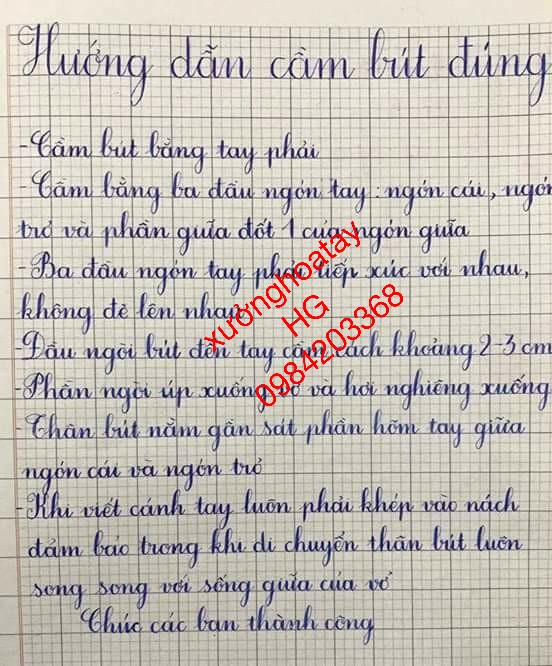 Hướng dẫn cầm bút đúng
- Cầm bút bằng tay phải
- Cầm bằng ba đầu ngón tay: ngón cái, ngón
trỏ và phần giữa đốt 1 của ngón giữa
- Ba đầu ngón tay phải tiếp xúc với nhau,
không đè lên nhau
- Đầu ngòi bút đến tay cầm cách khoảng 2-3 cm
- Phần ngòi úp xuống vở và hơi nghiêng xuống
- Thân bút nằm gần sát phần hõm tay giữa
ngón cái và ngón trỏ
- Khi viết cánh tay luôn phải khép vào nách
đảm bảo trong khi di chuyển thân bút luôn
song song với sống giữa của vở
Chúc các bạn thành công
xưởnghoatay
HG
0984203368